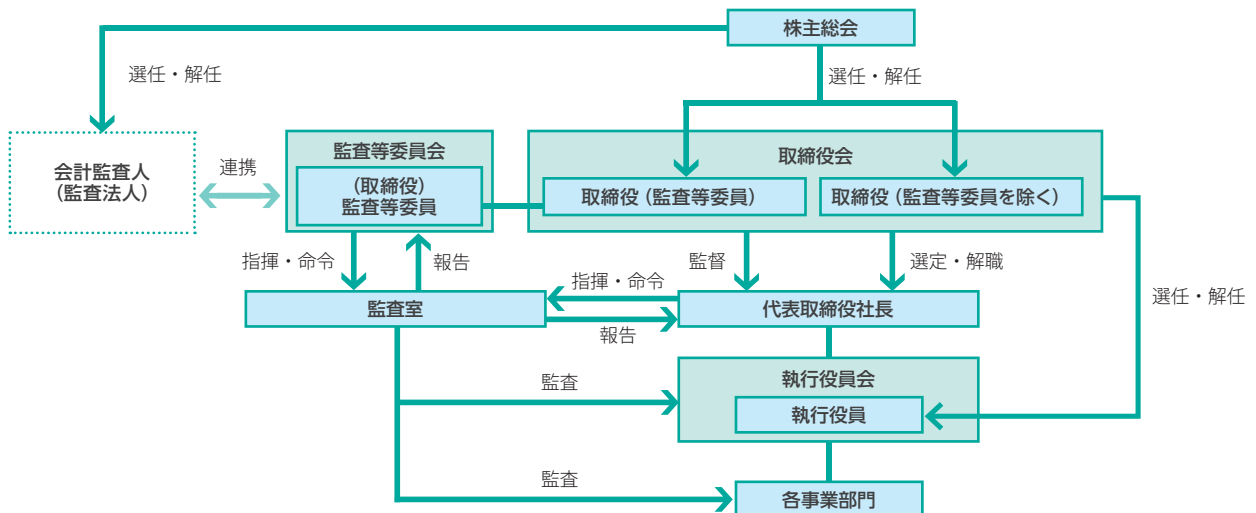 株主総会
選任・解任
選任・解任
会計監査人
(監査法人)
連携
監査等委員会
(取締役)
監査等委員
取締役会
取締役(監査等委員)
取締役(監査等委員を除く)
指揮・命令
報告
監督
選定・解職
選任・解任
指揮・命令
監査室
代表取締役社長
報告
執行役員会
監査
執行役員
監査
各事業部門